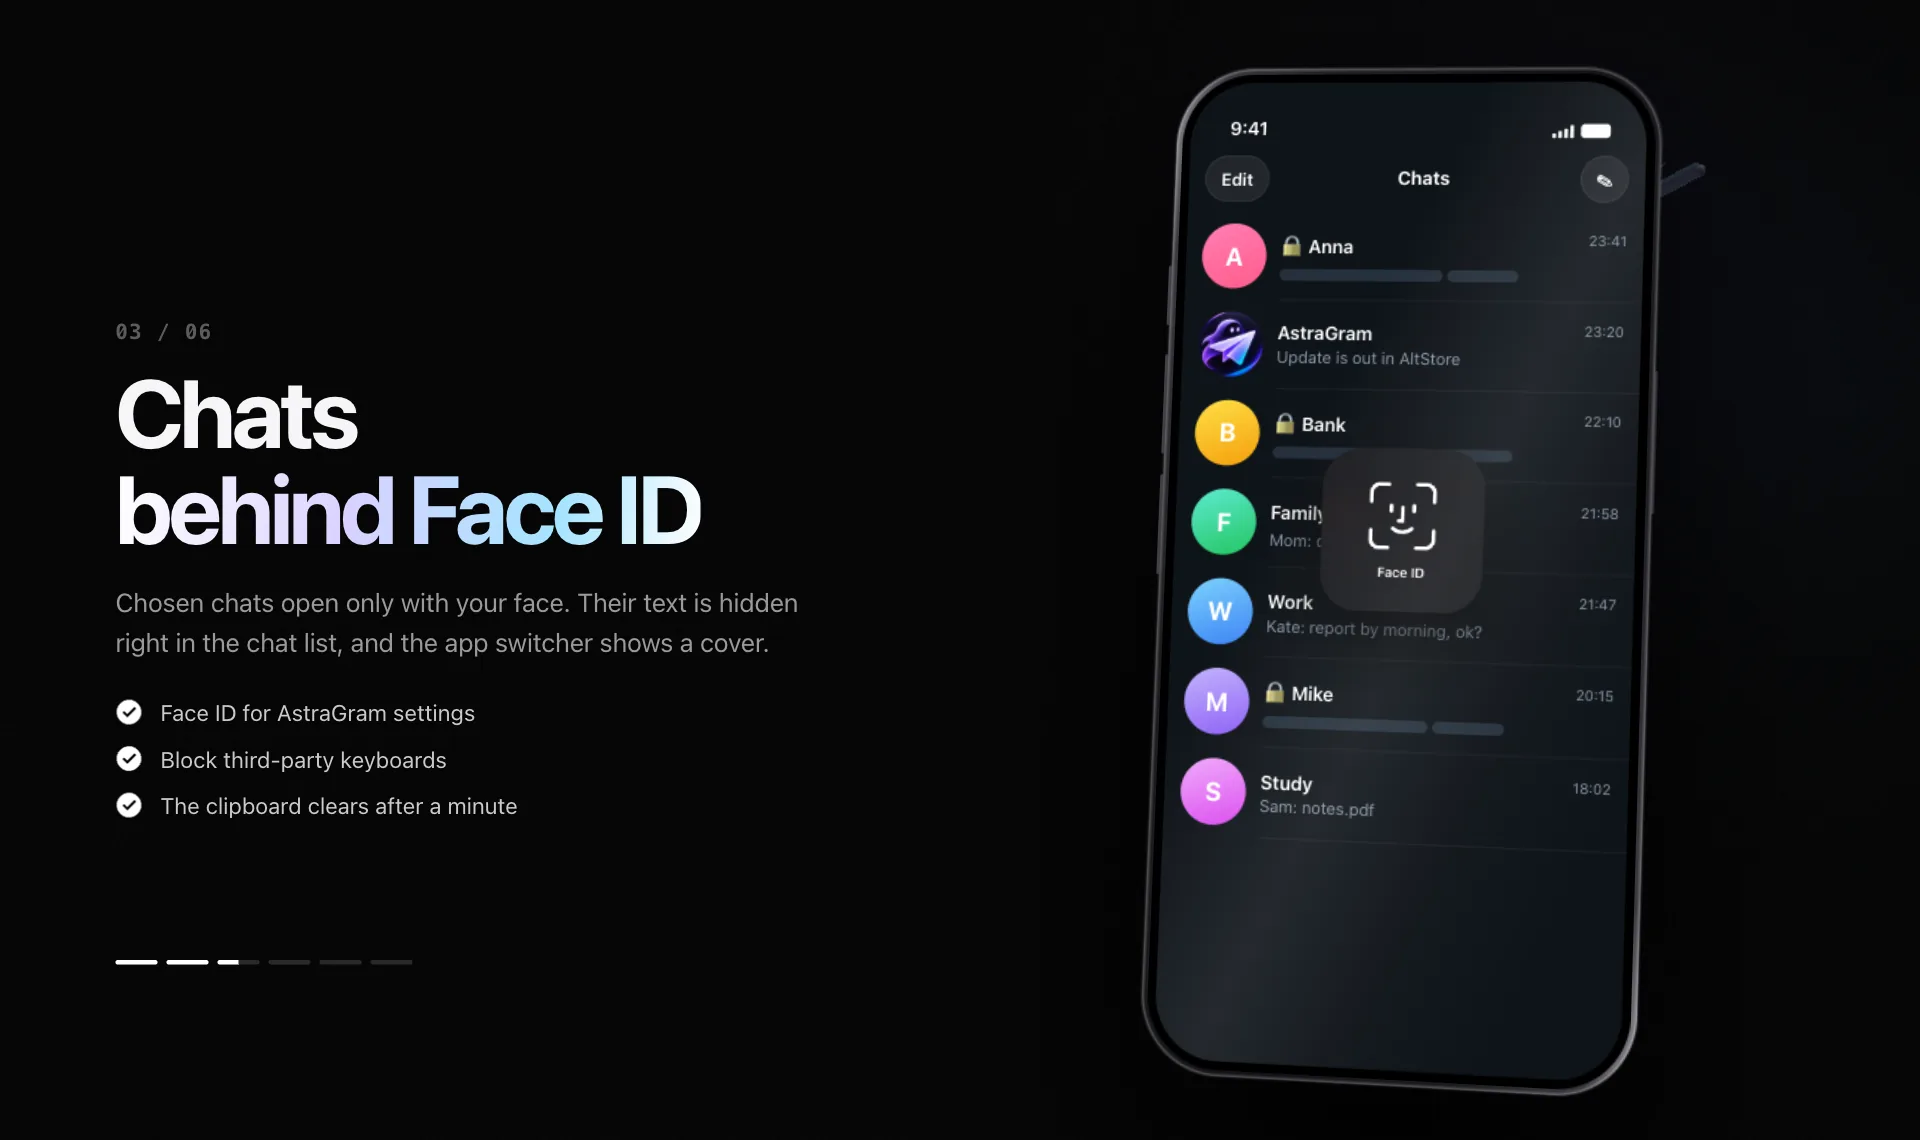 03 / 06
Chats
behind Face ID
Chosen chats open only with your face. Their text is hidden
right in the chat list, and the app switcher shows a cover.
Face ID for AstraGram settings
Block third-party keyboards
The clipboard clears after a minute
9:41
Edit
Chats
A
Anna
23:41
AstraGram
23:20
Update is out in AltStore
B
Bank
22:10
F
Family
21:58
Mom:
Face ID
W
Work
21:47
Kate: report by morning, ok?
M
Mike
20:15
S
Study
18:02
Sam: notes.pdf